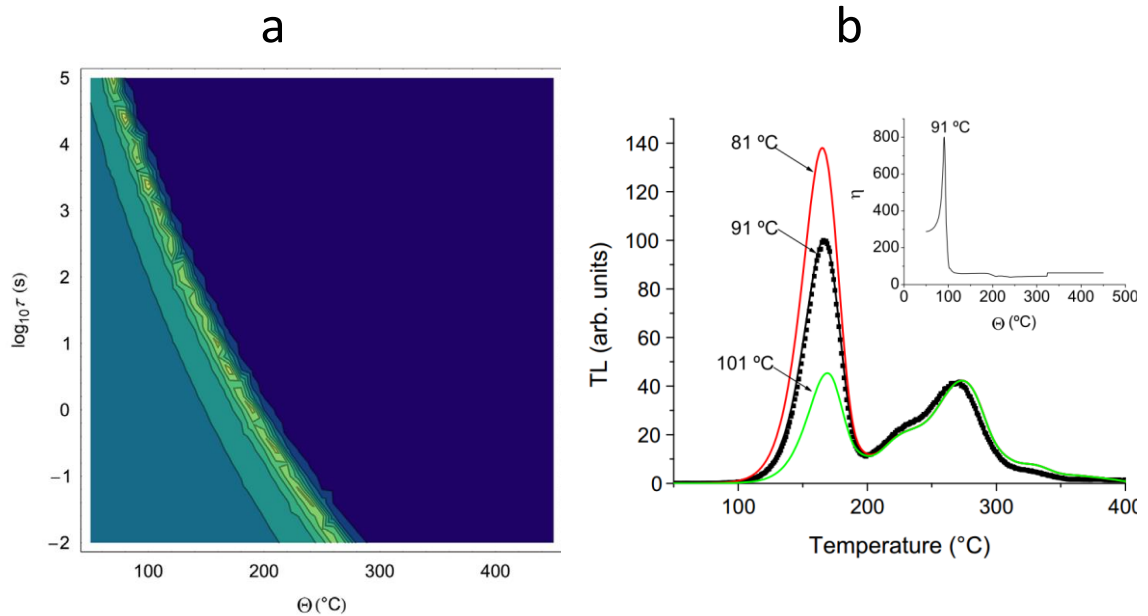 a
b
5
4
3
2
1
0
−1
−2
log₁₀ τ (s)
100
200
300
400
Θ (°C)
140
120
100
80
60
40
20
0
TL (arb. units)
81 ºC
91 ºC
101 ºC
100
200
300
400
Temperature (°C)
800
600
400
200
0
η
91 ºC
0
100
200
300
400
500
Θ (ºC)